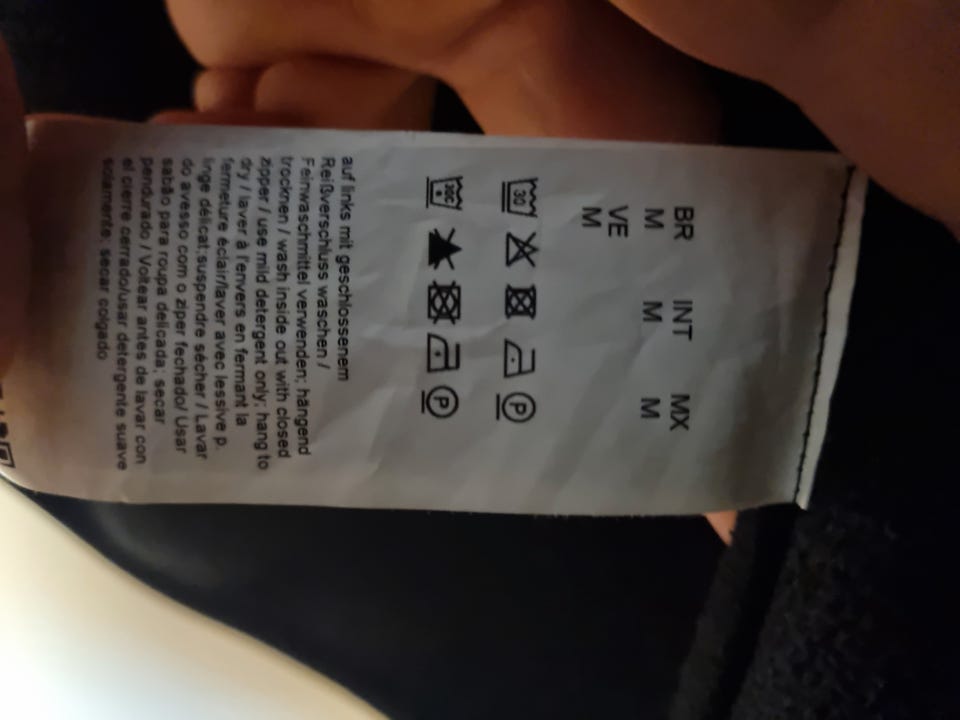 BR INT MX
M M M
VE
M
30 P
30C P
auf links mit geschlossenem
Reißverschluss waschen /
Feinwaschmittel verwenden; hängend
trocknen / wash inside out with closed
zipper / use mild detergent only; hang to
dry / laver à l'envers en fermant la
fermeture éclair/laver avec lessive p.
linge délicat;suspendre sécher / Lavar
do avesso com o zíper fechado/ Usar
sabão para roupa delicada; secar
pendurado / Voltear antes de lavar con
el cierre cerrado/usar detergente suave
solamente; secar colgado